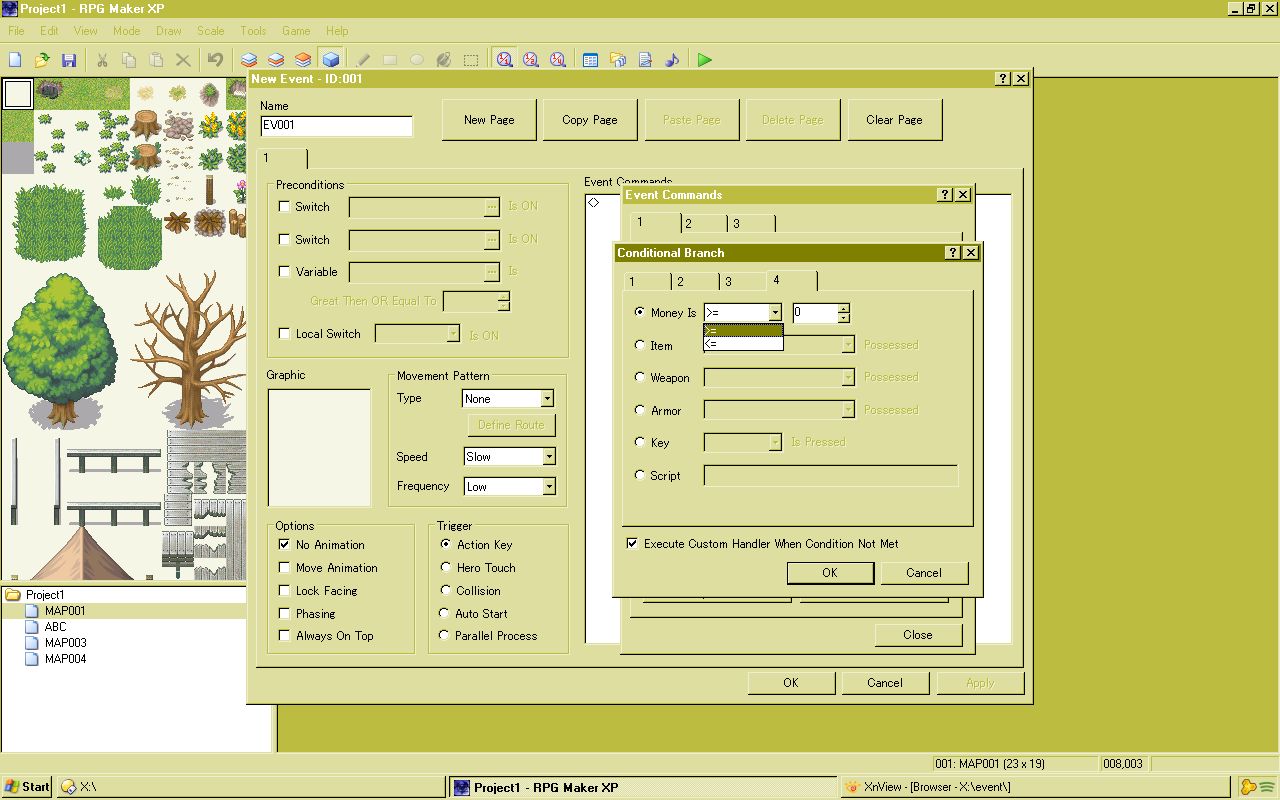 Project1 - RPG Maker XP
File Edit View Mode Draw Scale Tools Game Help
New Event - ID:001
Name
EV001
New Page Copy Page Paste Page Delete Page Clear Page
1
Preconditions
Switch ... Is ON
Switch ... Is ON
Variable ... Is
Great Then OR Equal To
Local Switch Is ON
Graphic
Movement Pattern
Type None
Define Route
Speed Slow
Frequency Low
Options
No Animation
Move Animation
Lock Facing
Phasing
Always On Top
Trigger
Action Key
Hero Touch
Collision
Auto Start
Parallel Process
Event Commands
<>
Event Commands
1 2 3
Conditional Branch
1 2 3 4
Money Is >= 0
>=
<=
Item Possessed
Weapon Possessed
Armor Possessed
Key Is Pressed
Script
Execute Custom Handler When Condition Not Met
OK Cancel
Close
OK Cancel Apply
Project1
MAP001
ABC
MAP003
MAP004
001: MAP001 (23 x 19) 008,003
Start X:\ Project1 - RPG Maker XP XnView - [Browser - X:\event\]